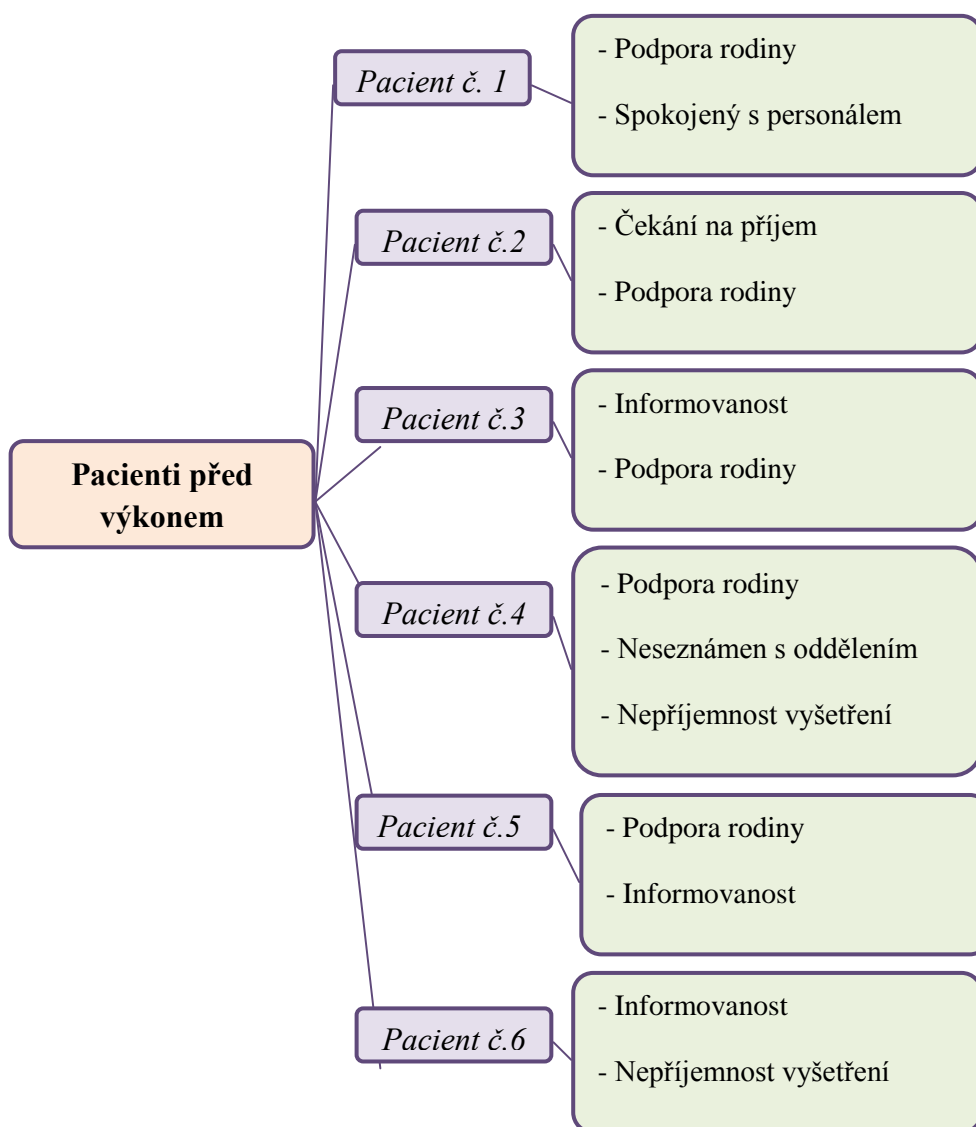 Pacienti před
výkonem
Pacient č. 1
- Podpora rodiny
- Spokojený s personálem
Pacient č.2
- Čekání na příjem
- Podpora rodiny
Pacient č.3
- Informovanost
- Podpora rodiny
Pacient č.4
- Podpora rodiny
- Neseznámen s oddělením
- Nepříjemnost vyšetření
Pacient č.5
- Podpora rodiny
- Informovanost
Pacient č.6
- Informovanost
- Nepříjemnost vyšetření